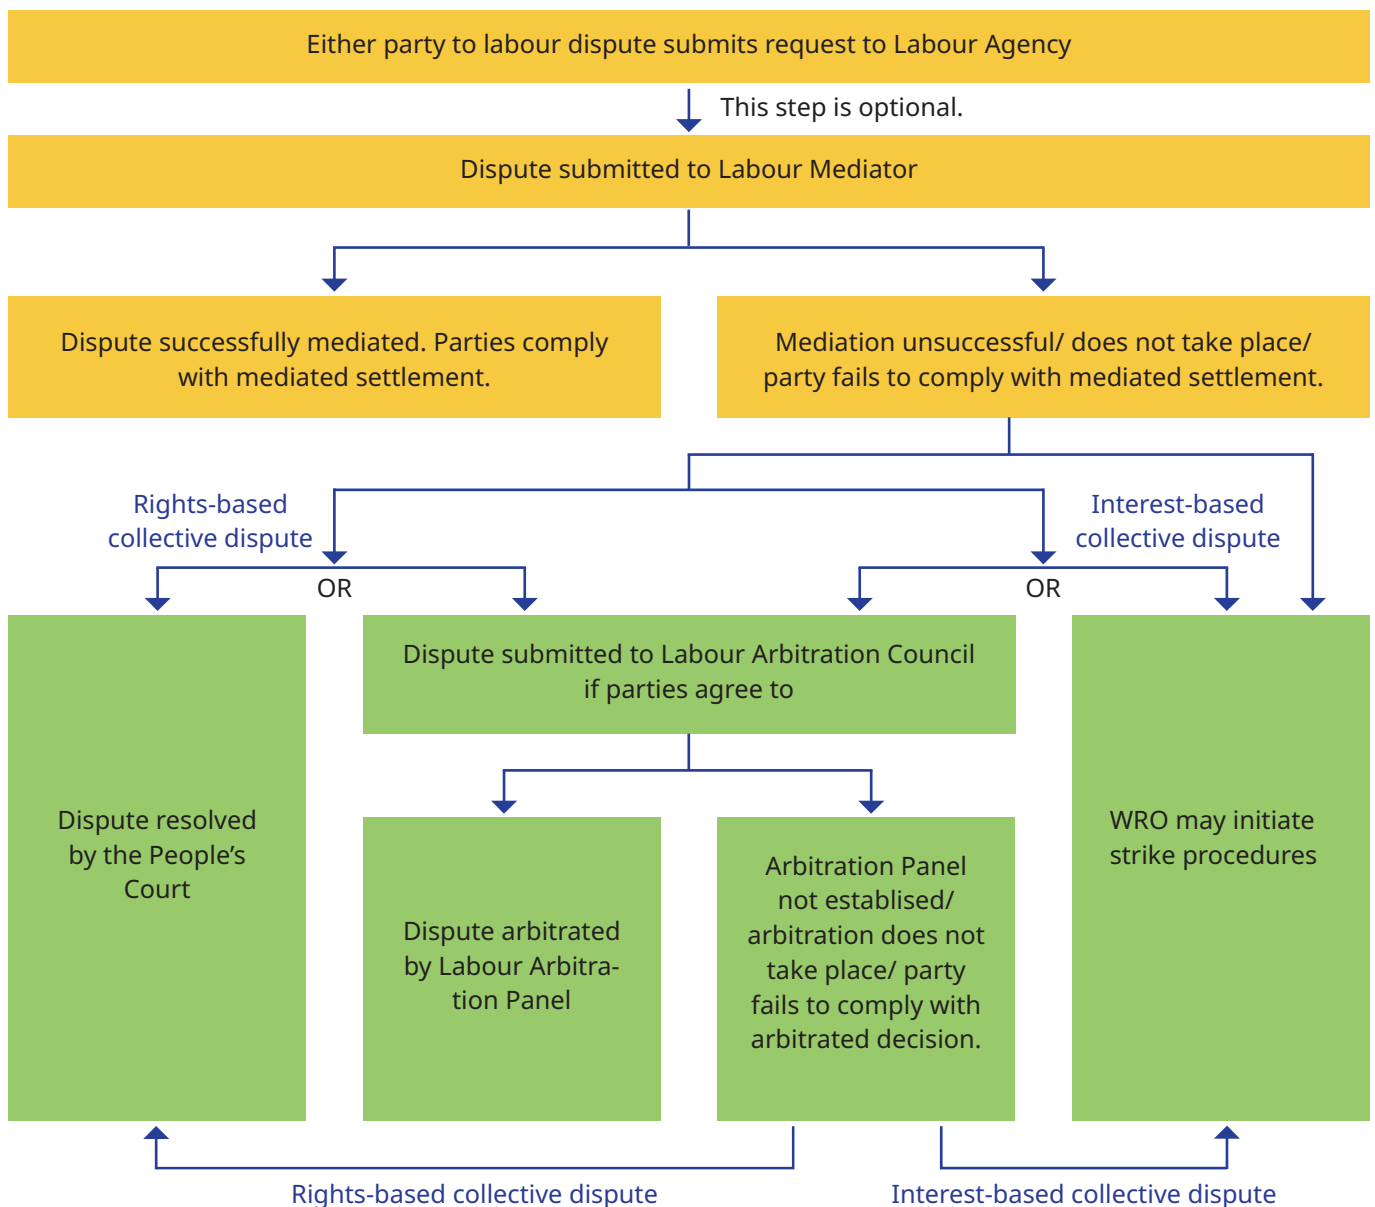 Either party to labour dispute submits request to Labour Agency
This step is optional.
Dispute submitted to Labour Mediator
Dispute successfully mediated. Parties comply
with mediated settlement.
Mediation unsuccessful/ does not take place/
party fails to comply with mediated settlement.
Rights-based
collective dispute
Interest-based
collective dispute
OR
OR
Dispute resolved
by the People’s
Court
Dispute submitted to Labour Arbitration Council
if parties agree to
Dispute arbitrated
by Labour Arbitra-
tion Panel
Arbitration Panel
not establised/
arbitration does not
take place/ party
fails to comply with
arbitrated decision.
WRO may initiate
strike procedures
Rights-based collective dispute
Interest-based collective dispute